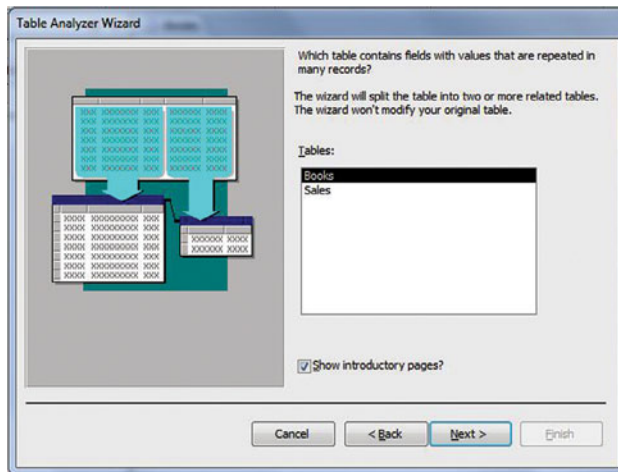 Table Analyzer Wizard
Which table contains fields with values that are repeated in
many records?
The wizard will split the table into two or more related tables.
The wizard won't modify your original table.
Tables:
Books
Sales
Show introductory pages?
Cancel
< Back
Next >
Finish